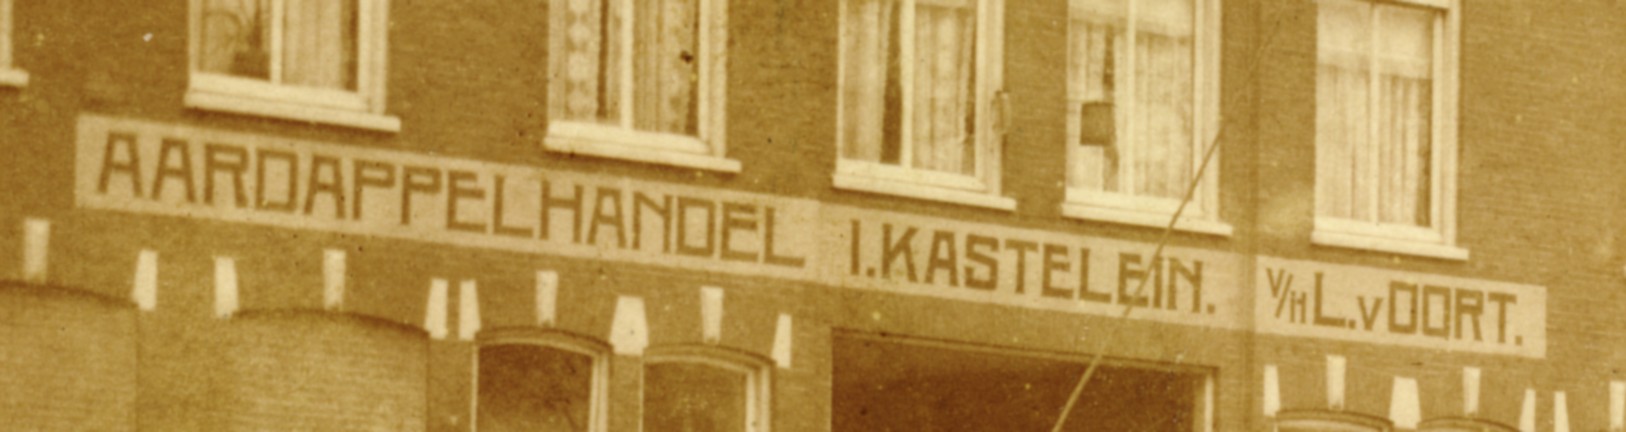 AARDAPPELHANDEL I.KASTELEIN. V/H L.v OORT.